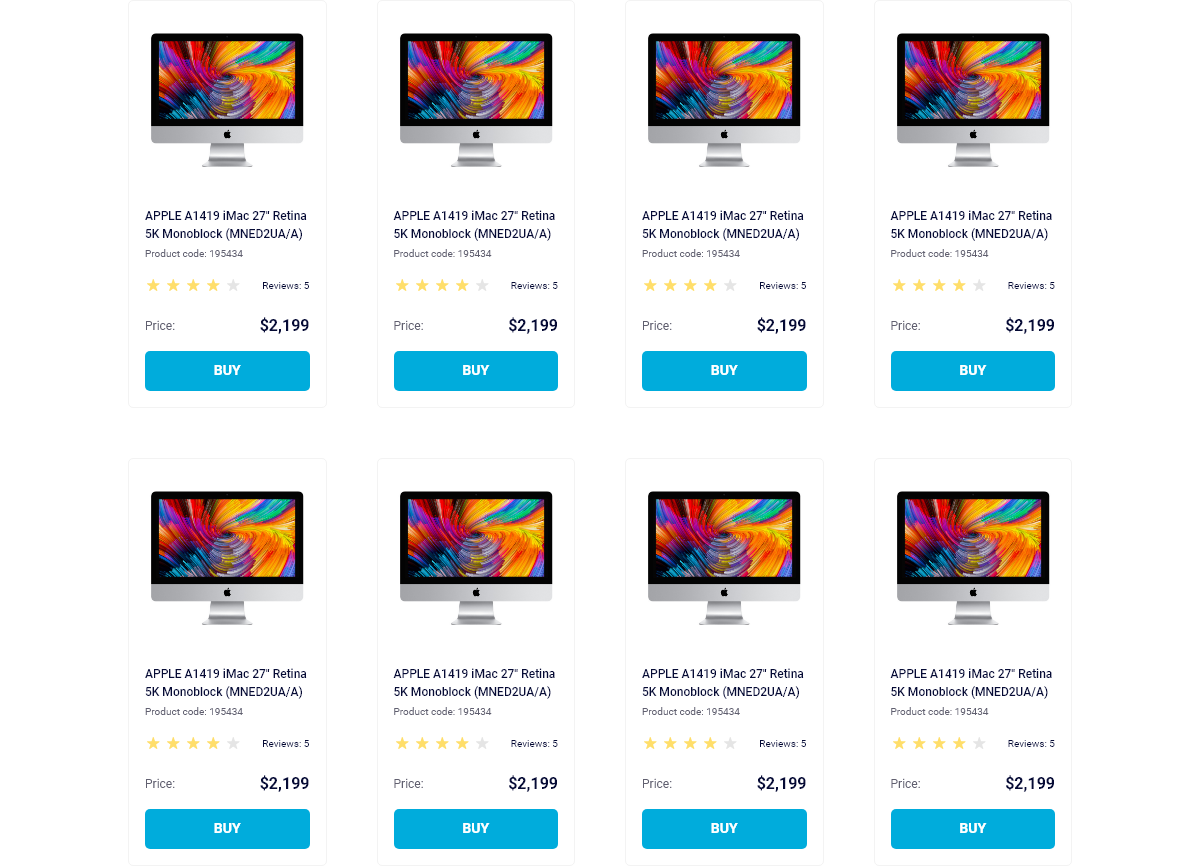 APPLE A1419 iMac 27" Retina
5K Monoblock (MNED2UA/A)
Product code: 195434
Reviews: 5
Price: $2,199
BUY
APPLE A1419 iMac 27" Retina
5K Monoblock (MNED2UA/A)
Product code: 195434
Reviews: 5
Price: $2,199
BUY
APPLE A1419 iMac 27" Retina
5K Monoblock (MNED2UA/A)
Product code: 195434
Reviews: 5
Price: $2,199
BUY
APPLE A1419 iMac 27" Retina
5K Monoblock (MNED2UA/A)
Product code: 195434
Reviews: 5
Price: $2,199
BUY
APPLE A1419 iMac 27" Retina
5K Monoblock (MNED2UA/A)
Product code: 195434
Reviews: 5
Price: $2,199
BUY
APPLE A1419 iMac 27" Retina
5K Monoblock (MNED2UA/A)
Product code: 195434
Reviews: 5
Price: $2,199
BUY
APPLE A1419 iMac 27" Retina
5K Monoblock (MNED2UA/A)
Product code: 195434
Reviews: 5
Price: $2,199
BUY
APPLE A1419 iMac 27" Retina
5K Monoblock (MNED2UA/A)
Product code: 195434
Reviews: 5
Price: $2,199
BUY